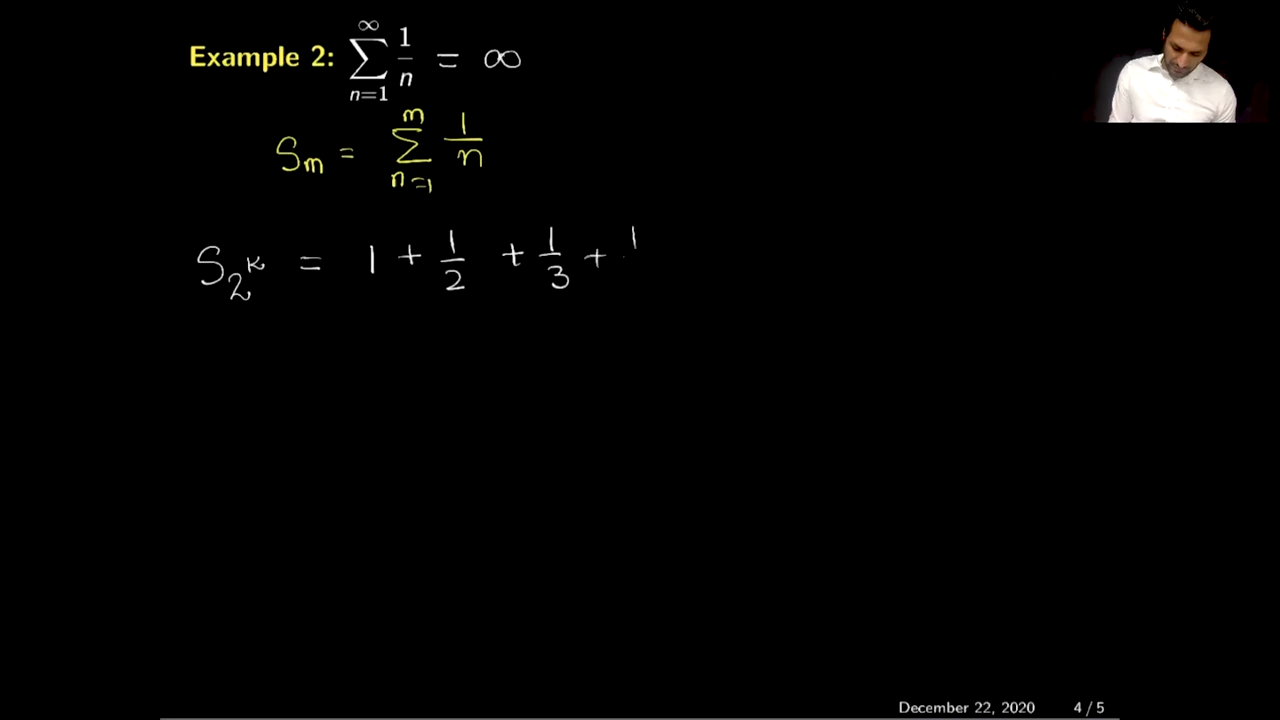 Example 2: ∑_{n=1}^{∞} 1/n = ∞
S_m = ∑_{n=1}^{m} 1/n
S_{2^k} = 1 + 1/2 + 1/3 + 1
December 22, 2020 4 / 5